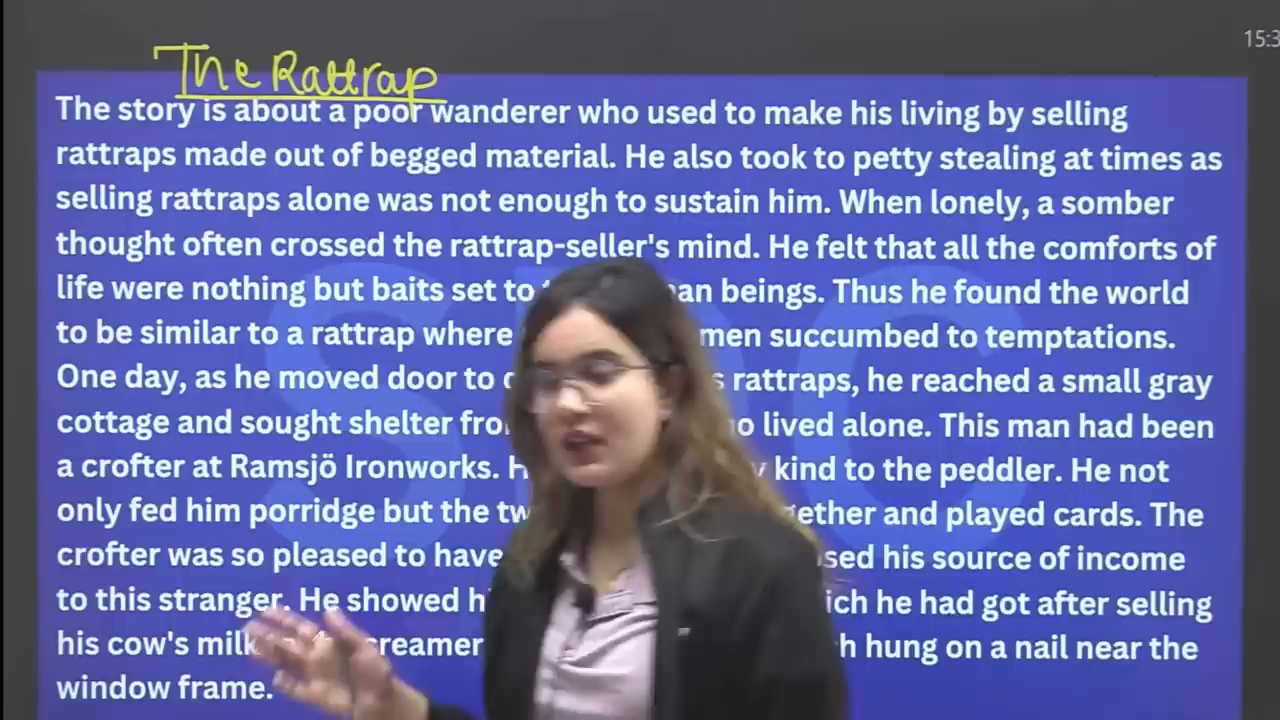 15:3
The Rattrap
The story is about a poor wanderer who used to make his living by selling
rattraps made out of begged material. He also took to petty stealing at times as
selling rattraps alone was not enough to sustain him. When lonely, a somber
thought often crossed the rattrap-seller's mind. He felt that all the comforts of
life were nothing but baits set to beings. Thus he found the world
to be similar to a rattrap where men succumbed to temptations.
One day, as he moved door to rattraps, he reached a small gray
cottage and sought shelter lived alone. This man had been
a crofter at Ramsjö Ironworks. kind to the peddler. He not
only fed him porridge but the and played cards. The
crofter was so pleased to have his source of income
to this stranger. He showed he had got after selling
his cow's milk hung on a nail near the
window frame.
SDC